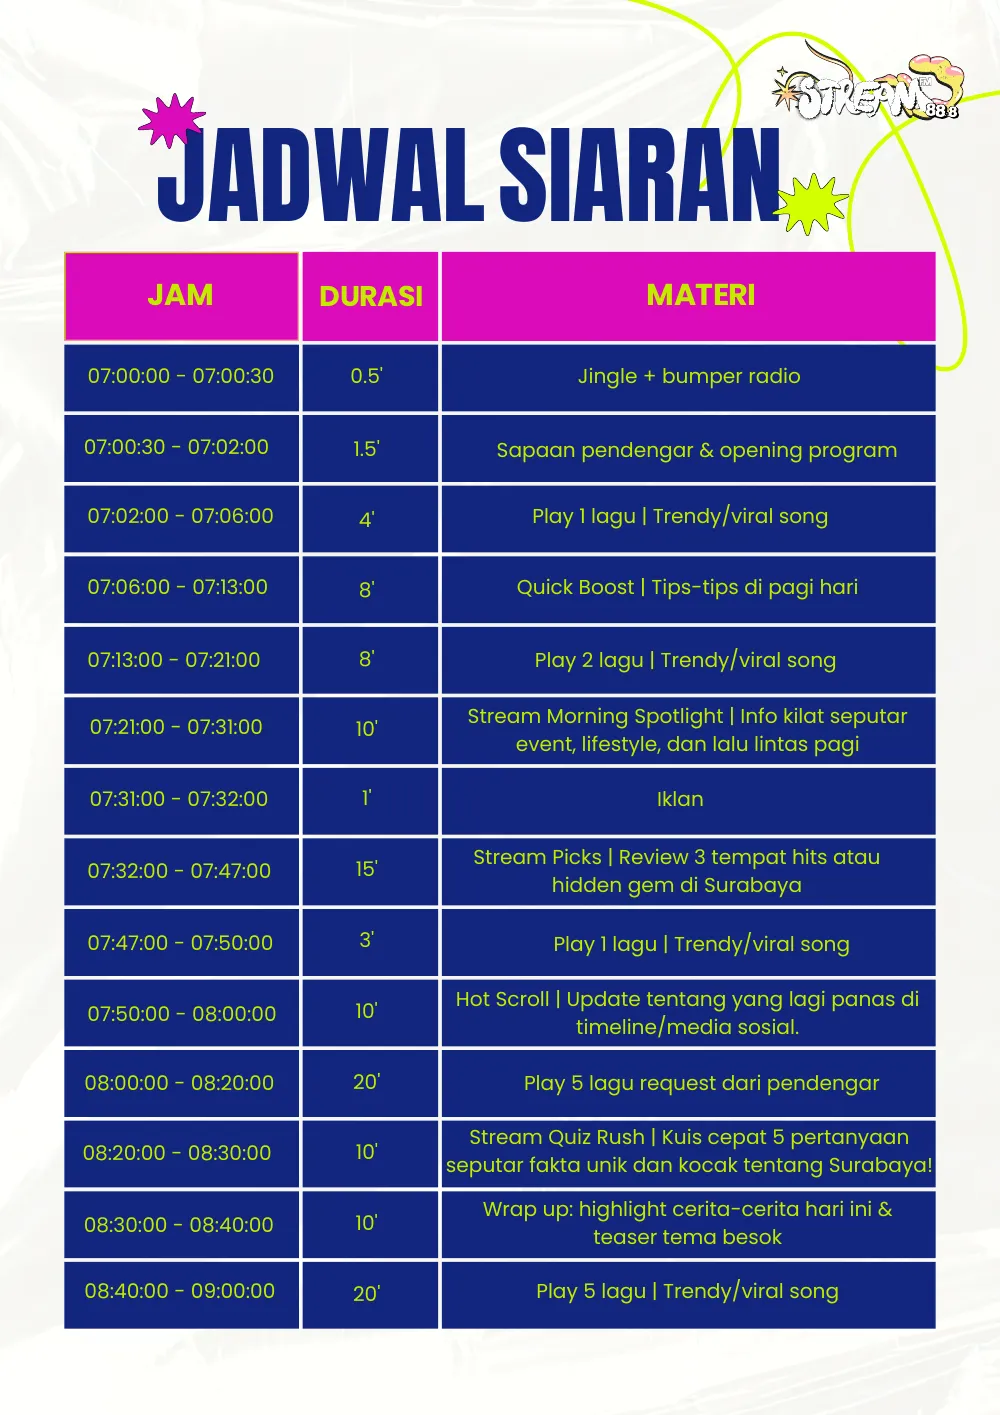 STREAM FM
88.8
JADWAL SIARAN
JAM DURASI MATERI
07:00:00 - 07:00:30 0.5' Jingle + bumper radio
07:00:30 - 07:02:00 1.5' Sapaan pendengar & opening program
07:02:00 - 07:06:00 4' Play 1 lagu | Trendy/viral song
07:06:00 - 07:13:00 8' Quick Boost | Tips-tips di pagi hari
07:13:00 - 07:21:00 8' Play 2 lagu | Trendy/viral song
07:21:00 - 07:31:00 10' Stream Morning Spotlight | Info kilat seputar
event, lifestyle, dan lalu lintas pagi
07:31:00 - 07:32:00 1' Iklan
07:32:00 - 07:47:00 15' Stream Picks | Review 3 tempat hits atau
hidden gem di Surabaya
07:47:00 - 07:50:00 3' Play 1 lagu | Trendy/viral song
07:50:00 - 08:00:00 10' Hot Scroll | Update tentang yang lagi panas di
timeline/media sosial.
08:00:00 - 08:20:00 20' Play 5 lagu request dari pendengar
08:20:00 - 08:30:00 10' Stream Quiz Rush | Kuis cepat 5 pertanyaan
seputar fakta unik dan kocak tentang Surabaya!
08:30:00 - 08:40:00 10' Wrap up: highlight cerita-cerita hari ini &
teaser tema besok
08:40:00 - 09:00:00 20' Play 5 lagu | Trendy/viral song